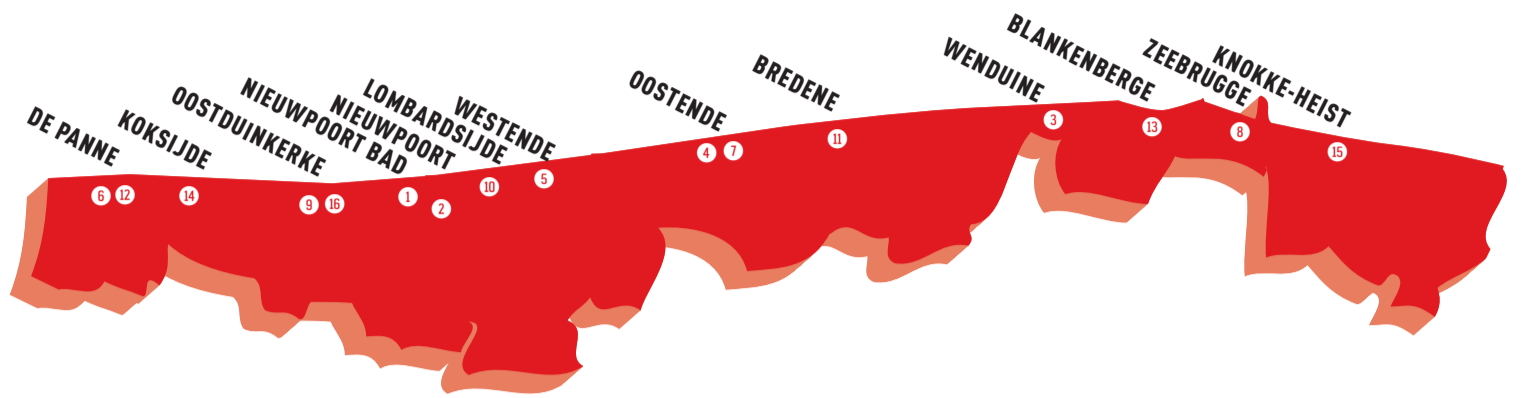 DE PANNE
KOKSIJDE
OOSTDUINKERKE
NIEUWPOORT BAD
NIEUWPOORT
LOMBARDSIJDE
WESTENDE
OOSTENDE
BREDENE
WENDUINE
BLANKENBERGE
ZEEBRUGGE
KNOKKE-HEIST
6
12
14
9
16
1
2
10
5
4
7
11
3
13
8
15